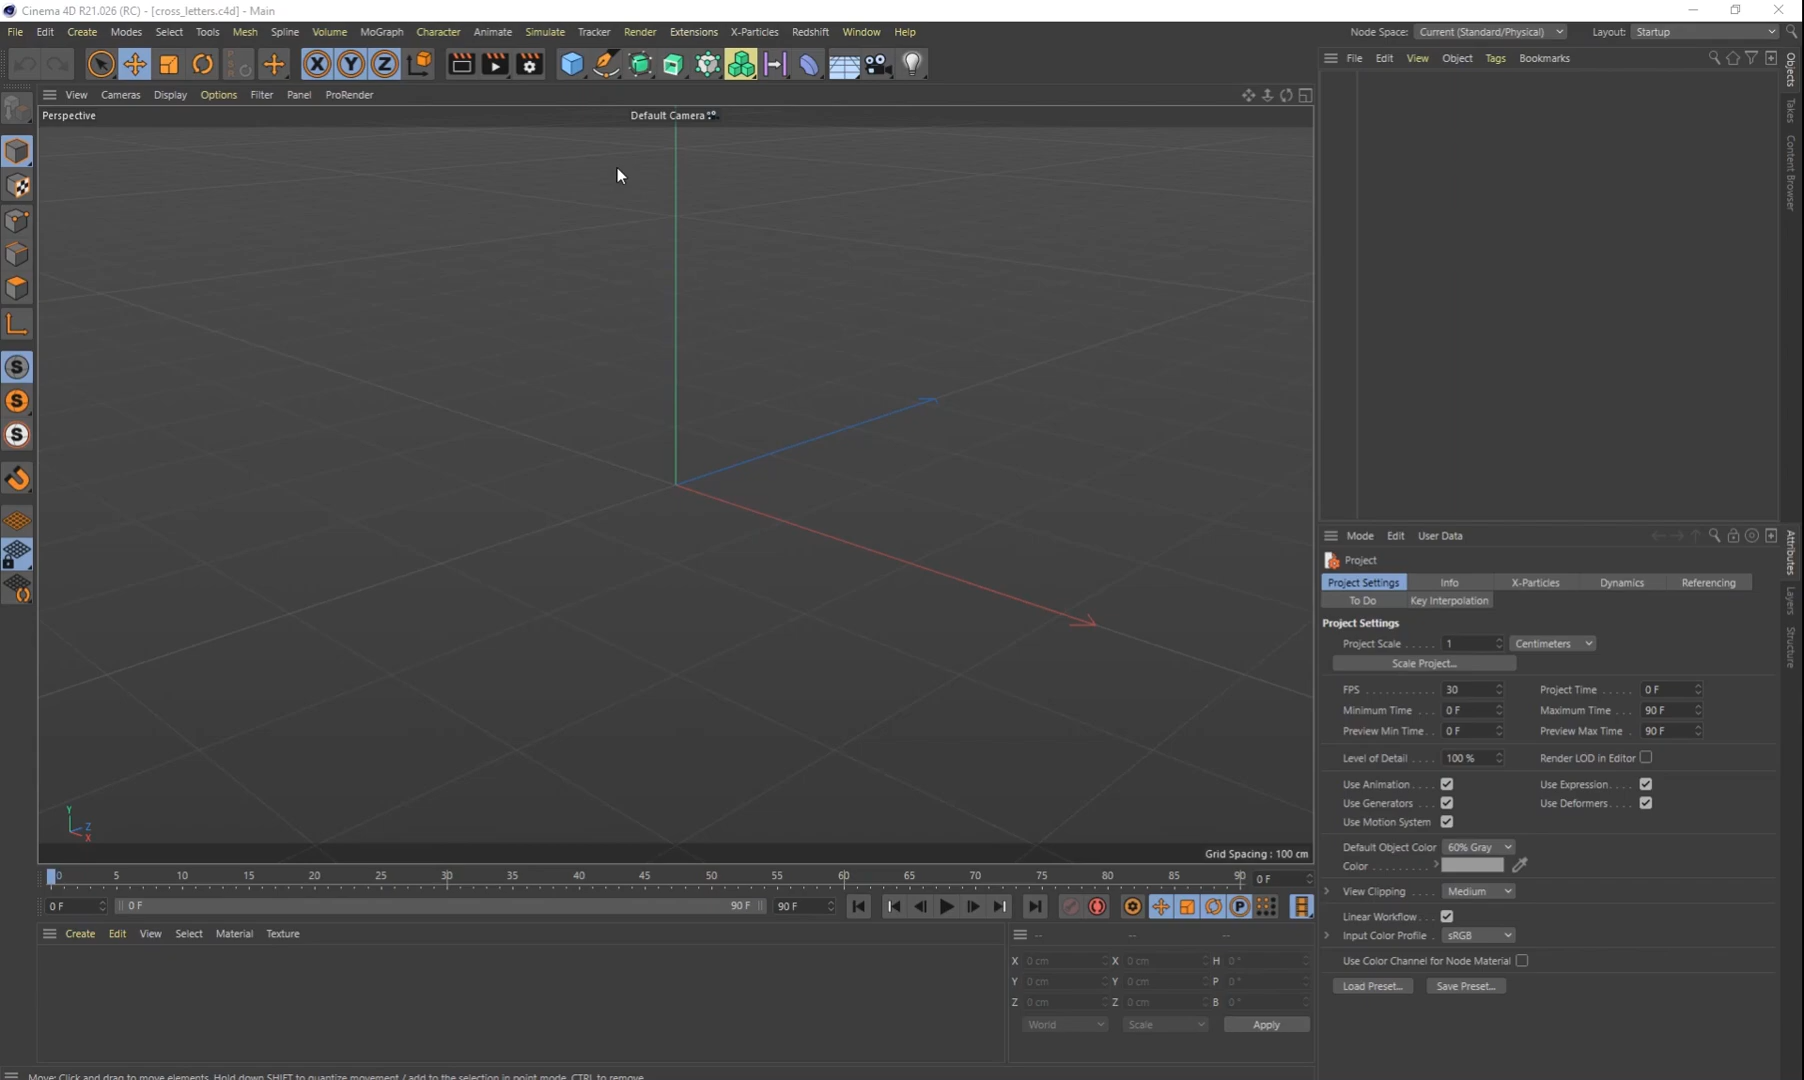 Cinema 4D R21.026 (RC) - [cross_letters.c4d] - Main
File Edit Create Modes Select Tools Mesh Spline Volume MoGraph Character Animate Simulate Tracker Render Extensions X-Particles Redshift Window Help
Node Space: Current (Standard/Physical) Layout: Startup
X Y Z
P S R
File Edit View Object Tags Bookmarks
View Cameras Display Options Filter Panel ProRender
Perspective
Default Camera
Objects
Takes
Content Browser
S
S
S
Y
Z
X
Grid Spacing : 100 cm
Mode Edit User Data
Attributes
Layers
Structure
Project
Project Settings Info X-Particles Dynamics Referencing
To Do Key Interpolation
Project Settings
Project Scale . . . . . 1 Centimeters
Scale Project...
FPS . . . . . . . . . . . 30 Project Time . . . . . 0 F
Minimum Time . . . 0 F Maximum Time . . . 90 F
Preview Min Time . . 0 F Preview Max Time . 90 F
Level of Detail . . . . 100 % Render LOD in Editor
Use Animation . . . . Use Expression . . . .
Use Generators . . Use Deformers . . . .
Use Motion System
Default Object Color 60% Gray
Color . . . . . . . . .
View Clipping . . . . Medium
Linear Workflow . .
Input Color Profile . sRGB
Use Color Channel for Node Material
Load Preset... Save Preset...
0 5 10 15 20 25 30 35 40 45 50 55 60 65 70 75 80 85 90 0 F
0 F 0 F 90 F 90 F
P
Create Edit View Select Material Texture
-- -- --
X 0 cm X 0 cm H 0 °
Y 0 cm Y 0 cm P 0 °
Z 0 cm Z 0 cm B 0 °
World Scale Apply
Move: Click and drag to move elements. Hold down SHIFT to quantize movement / add to the selection in point mode, CTRL to remove.